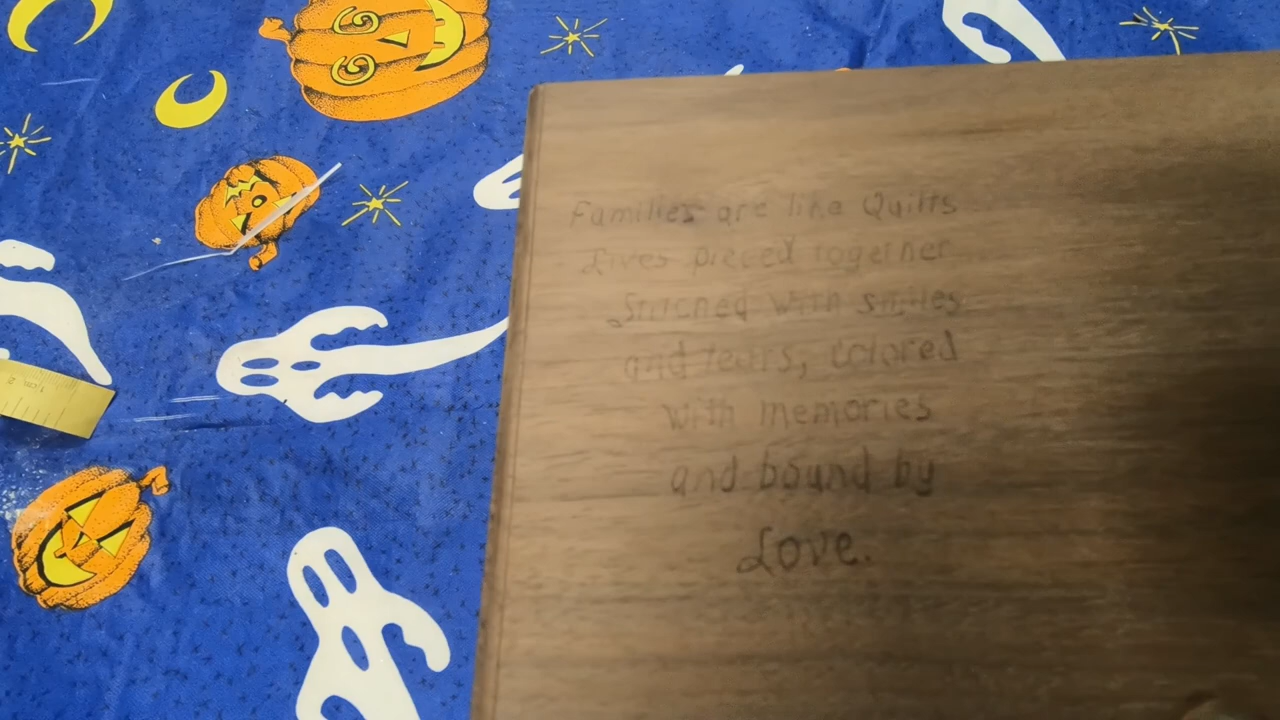 Families are like Quilts
Lives pieced together
Stitched with smiles
and tears, colored
with memories
and bound by
Love.